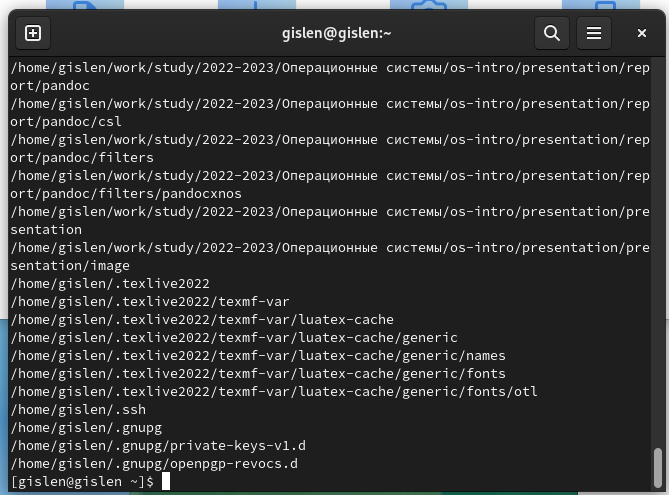 gislen@gislen:~
/home/gislen/work/study/2022-2023/Операционные системы/os-intro/presentation/rep
ort/pandoc
/home/gislen/work/study/2022-2023/Операционные системы/os-intro/presentation/rep
ort/pandoc/csl
/home/gislen/work/study/2022-2023/Операционные системы/os-intro/presentation/rep
ort/pandoc/filters
/home/gislen/work/study/2022-2023/Операционные системы/os-intro/presentation/rep
ort/pandoc/filters/pandocxnos
/home/gislen/work/study/2022-2023/Операционные системы/os-intro/presentation/pre
sentation
/home/gislen/work/study/2022-2023/Операционные системы/os-intro/presentation/pre
sentation/image
/home/gislen/.texlive2022
/home/gislen/.texlive2022/texmf-var
/home/gislen/.texlive2022/texmf-var/luatex-cache
/home/gislen/.texlive2022/texmf-var/luatex-cache/generic
/home/gislen/.texlive2022/texmf-var/luatex-cache/generic/names
/home/gislen/.texlive2022/texmf-var/luatex-cache/generic/fonts
/home/gislen/.texlive2022/texmf-var/luatex-cache/generic/fonts/otl
/home/gislen/.ssh
/home/gislen/.gnupg
/home/gislen/.gnupg/private-keys-v1.d
/home/gislen/.gnupg/openpgp-revocs.d
[gislen@gislen ~]$